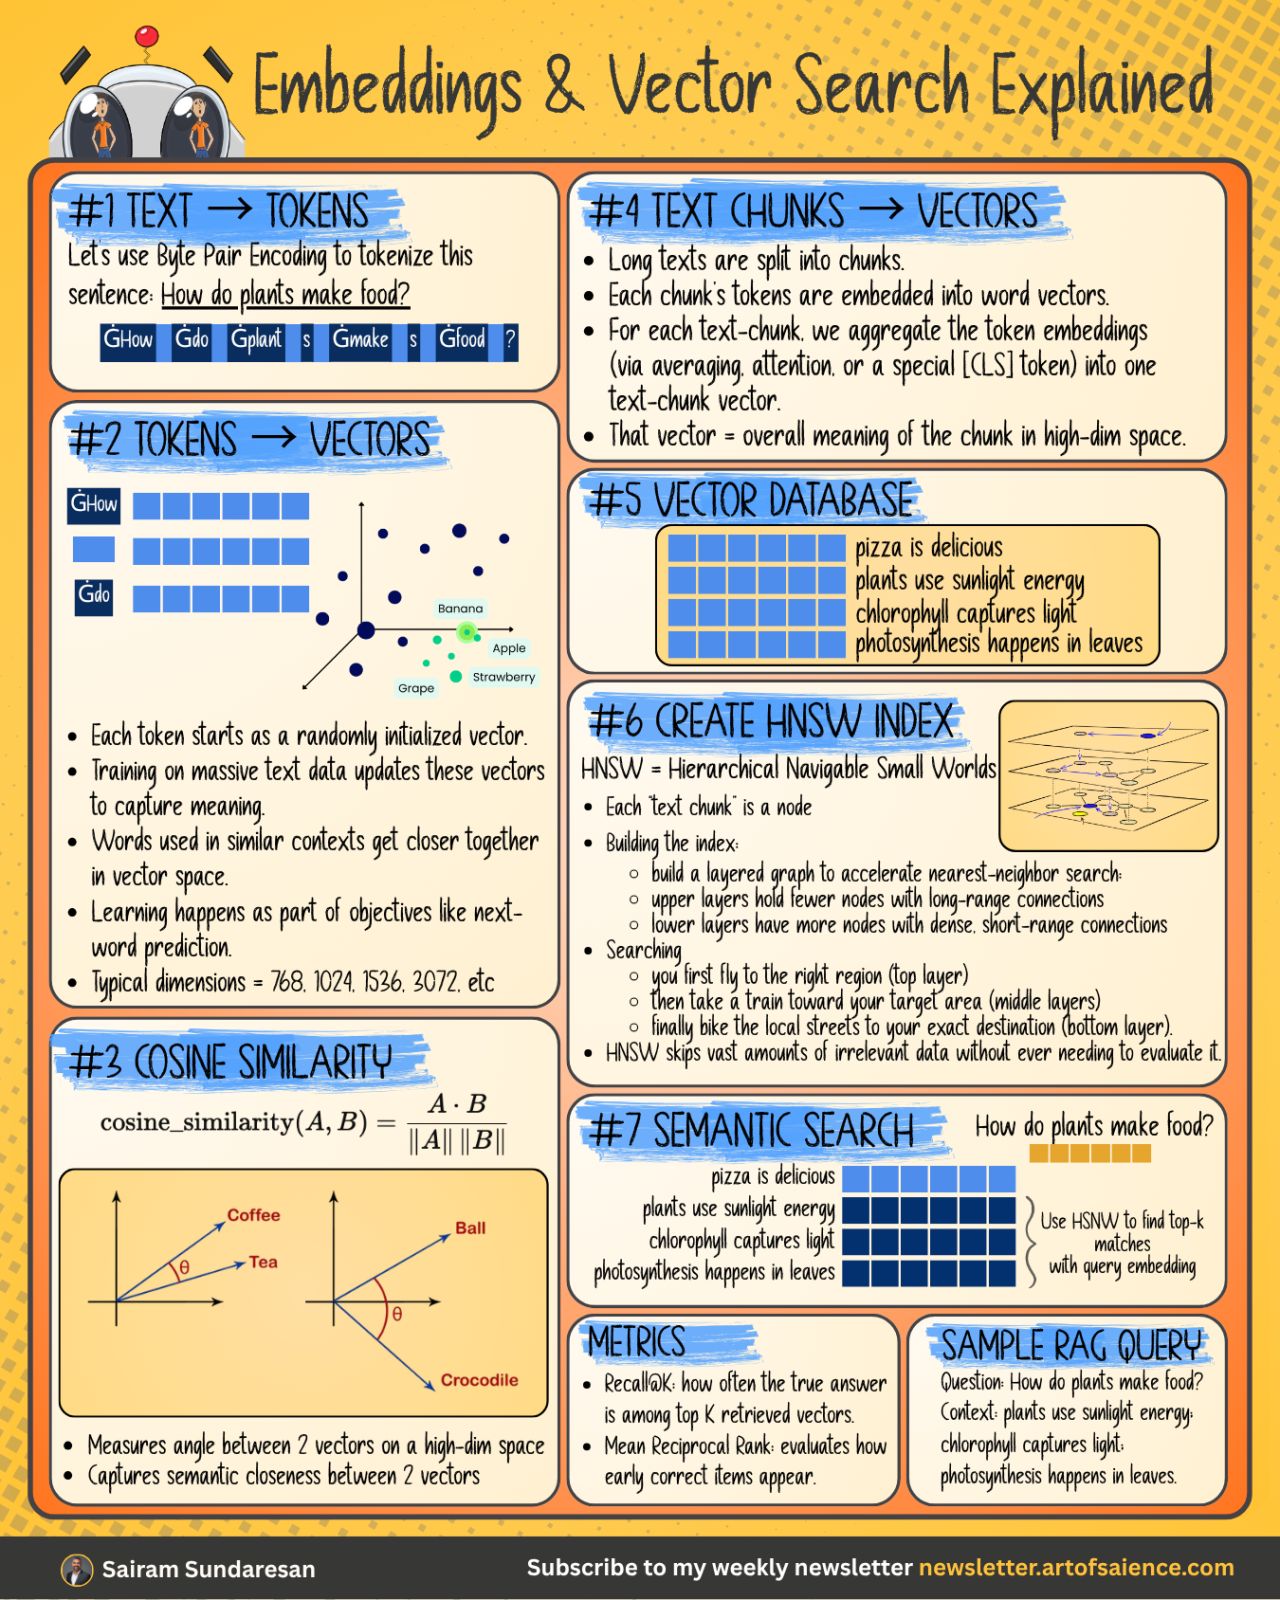 Embeddings & Vector Search Explained
#1 TEXT → TOKENS
Let's use Byte Pair Encoding to tokenize this
sentence: How do plants make food?
ĠHow Ġdo Ġplant s Ġmake s Ġfood ?
#2 TOKENS → VECTORS
ĠHow
Ġdo
Banana
Apple
Strawberry
Grape
• Each token starts as a randomly initialized vector.
• Training on massive text data updates these vectors
to capture meaning.
• Words used in similar contexts get closer together
in vector space.
• Learning happens as part of objectives like next-
word prediction.
• Typical dimensions = 768, 1024, 1536, 3072, etc
#3 COSINE SIMILARITY
cosine_similarity(A, B) = A · B / ‖A‖ ‖B‖
Coffee
θ
Tea
Ball
θ
Crocodile
• Measures angle between 2 vectors on a high-dim space
• Captures semantic closeness between 2 vectors
#4 TEXT CHUNKS → VECTORS
• Long texts are split into chunks.
• Each chunk's tokens are embedded into word vectors.
• For each text-chunk, we aggregate the token embeddings
(via averaging, attention, or a special [CLS] token) into one
text-chunk vector.
• That vector = overall meaning of the chunk in high-dim space.
#5 VECTOR DATABASE
pizza is delicious
plants use sunlight energy
chlorophyll captures light
photosynthesis happens in leaves
#6 CREATE HNSW INDEX
HNSW = Hierarchical Navigable Small Worlds
• Each "text chunk" is a node
• Building the index:
○ build a layered graph to accelerate nearest-neighbor search:
○ upper layers hold fewer nodes with long-range connections
○ lower layers have more nodes with dense, short-range connections
• Searching
○ you first fly to the right region (top layer)
○ then take a train toward your target area (middle layers)
○ finally bike the local streets to your exact destination (bottom layer).
• HNSW skips vast amounts of irrelevant data without ever needing to evaluate it.
#7 SEMANTIC SEARCH
How do plants make food?
pizza is delicious
plants use sunlight energy
chlorophyll captures light
photosynthesis happens in leaves
Use HSNW to find top-k
matches
with query embedding
METRICS
• Recall@K: how often the true answer
is among top K retrieved vectors.
• Mean Reciprocal Rank: evaluates how
early correct items appear.
SAMPLE RAG QUERY
Question: How do plants make food?
Context: plants use sunlight energy;
chlorophyll captures light;
photosynthesis happens in leaves.
Sairam Sundaresan
Subscribe to my weekly newsletter newsletter.artofsaience.com